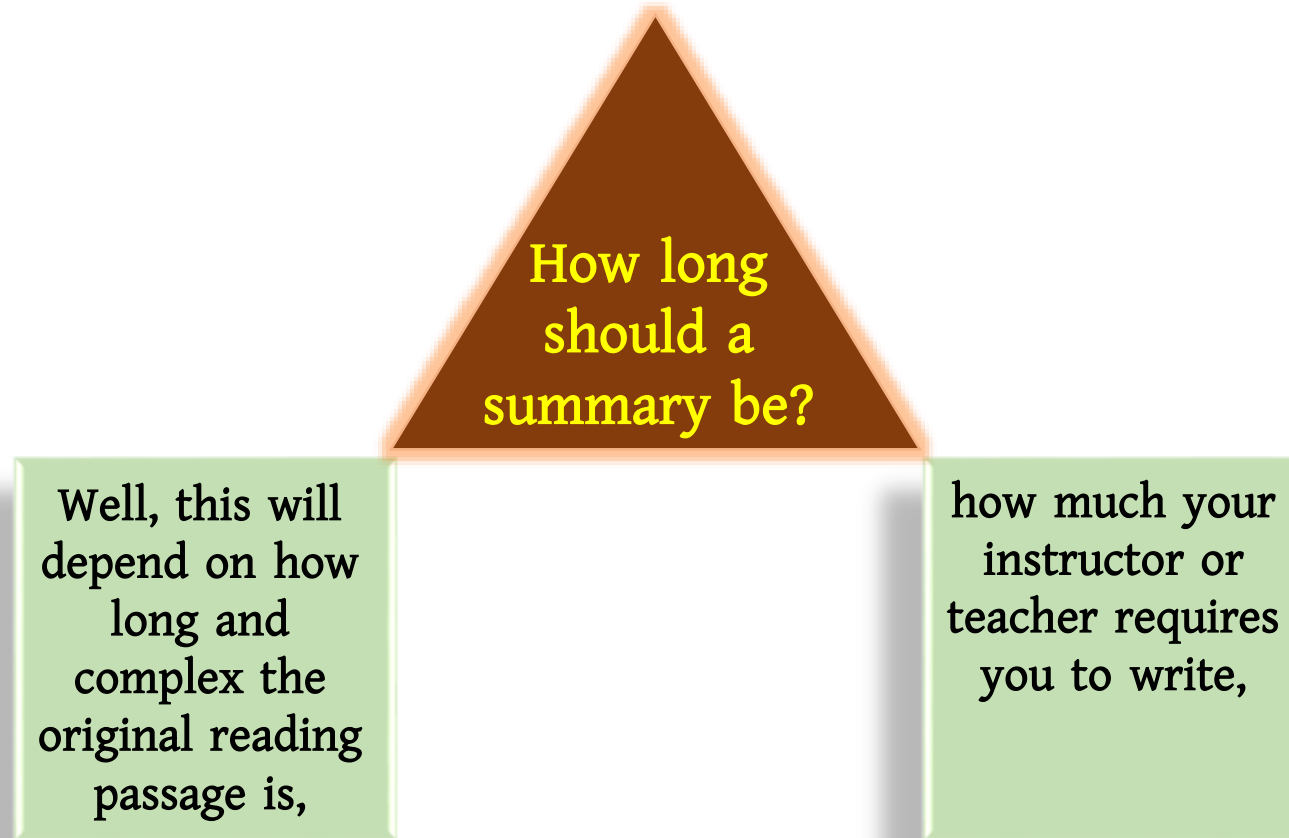 How long
should a
summary be?
Well, this will
depend on how
long and
complex the
original reading
passage is,
how much your
instructor or
teacher requires
you to write,